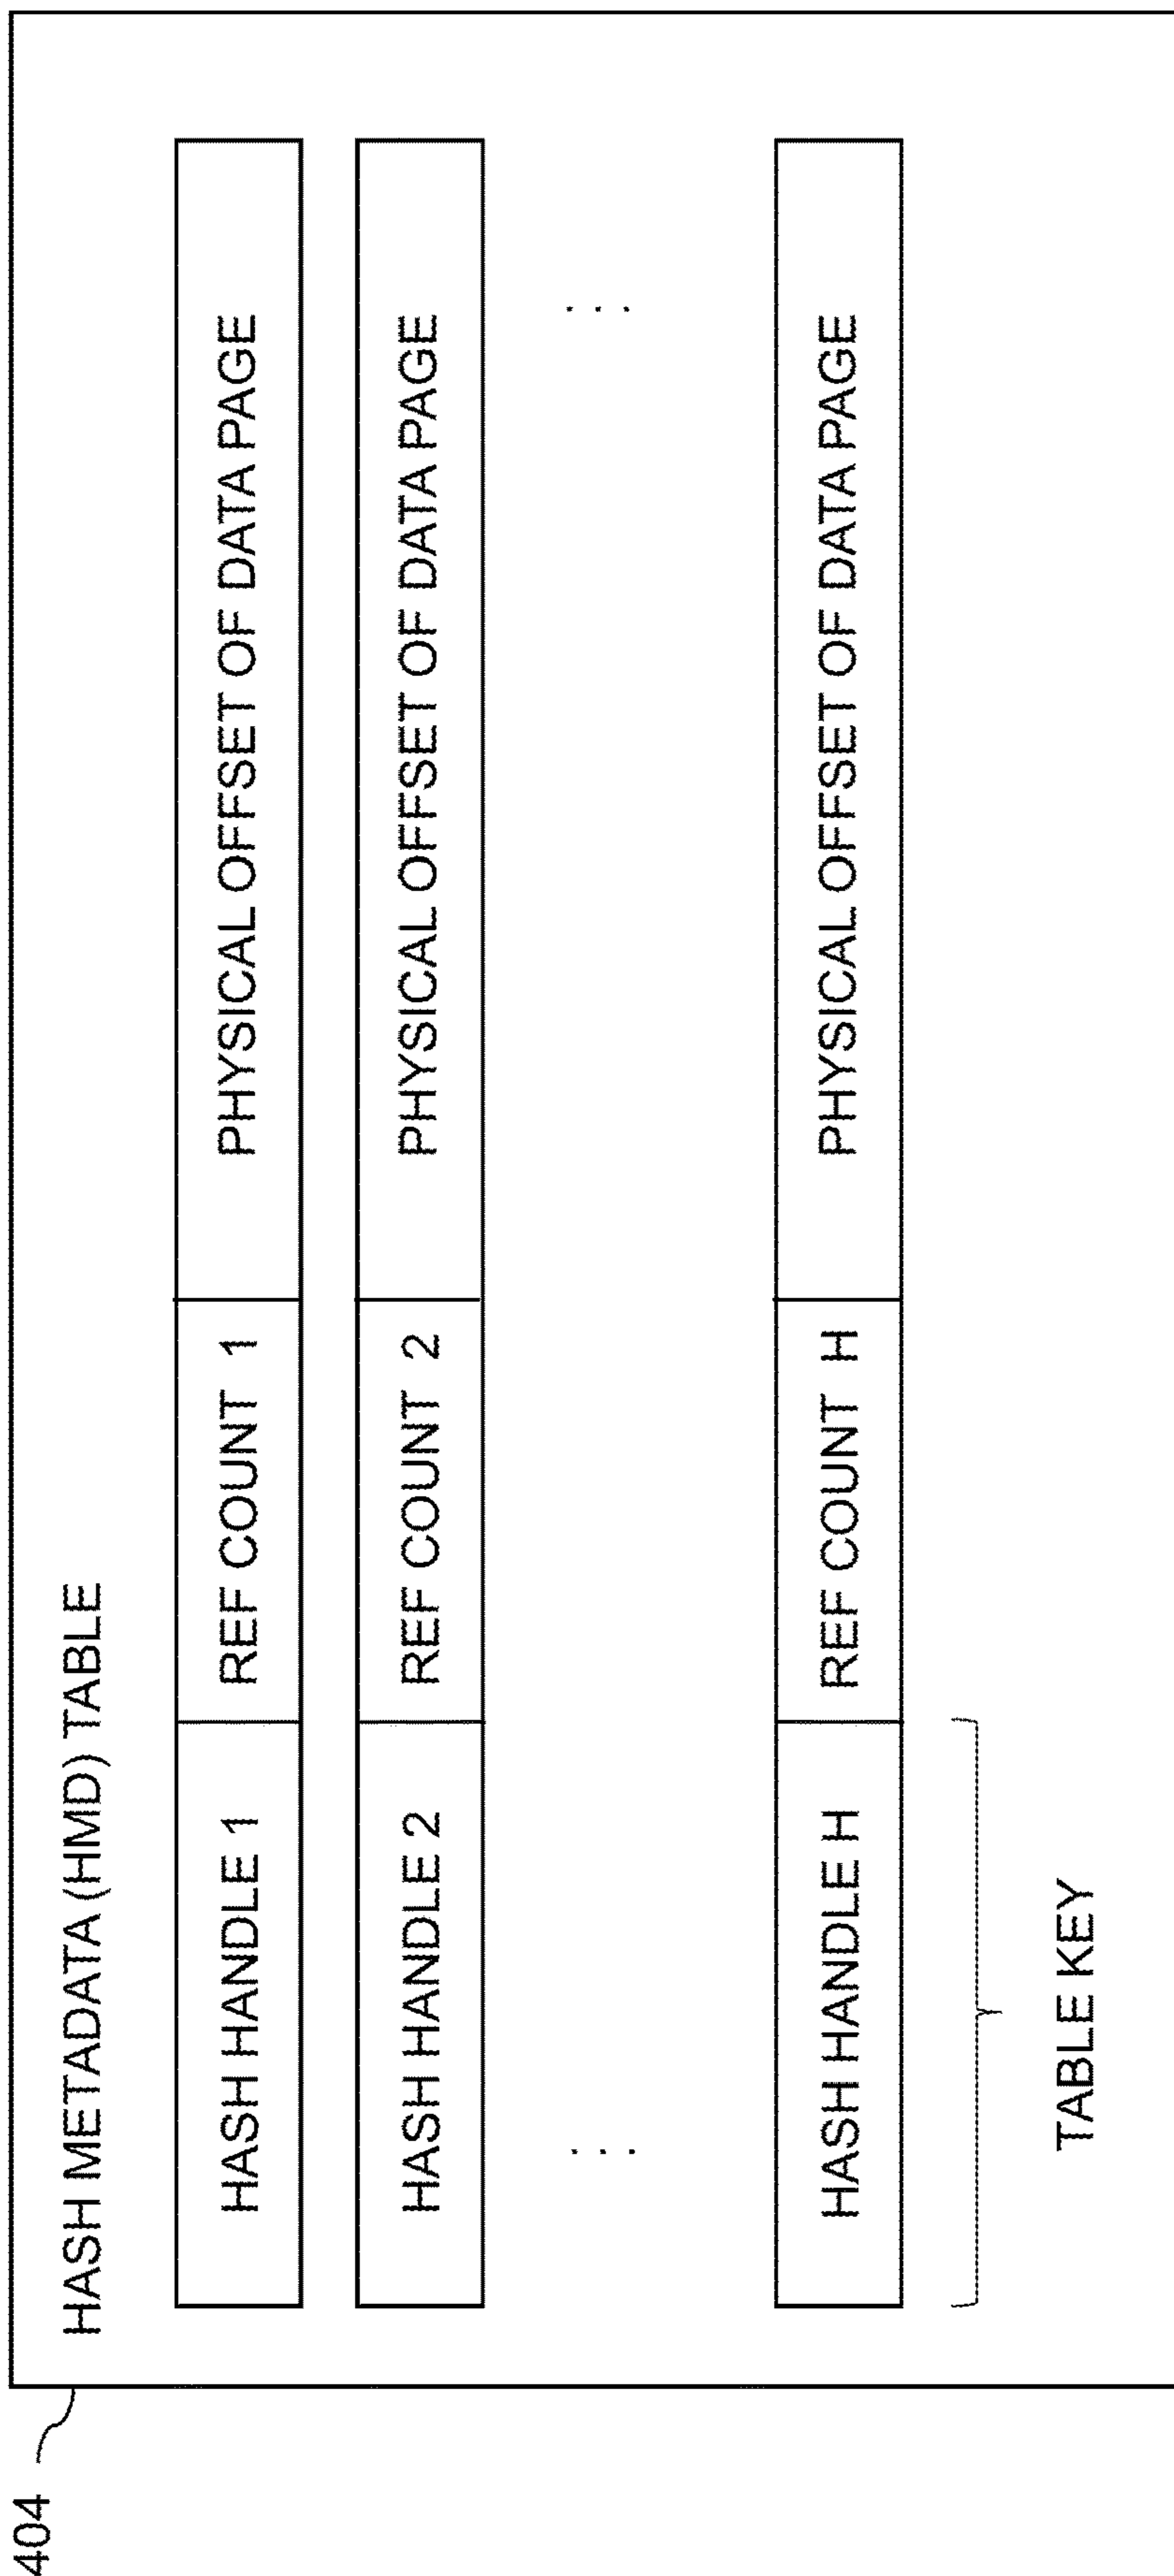 404
HASH METADATA (HMD) TABLE
HASH HANDLE 1 REF COUNT 1 PHYSICAL OFFSET OF DATA PAGE
HASH HANDLE 2 REF COUNT 2 PHYSICAL OFFSET OF DATA PAGE
... ...
HASH HANDLE H REF COUNT H PHYSICAL OFFSET OF DATA PAGE
TABLE KEY